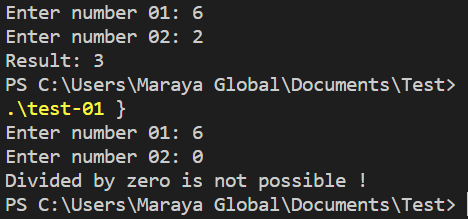 Enter number 01: 6
Enter number 02: 2
Result: 3
PS C:\Users\Maraya Global\Documents\Test>
.\test-01 }
Enter number 01: 6
Enter number 02: 0
Divided by zero is not possible !
PS C:\Users\Maraya Global\Documents\Test>